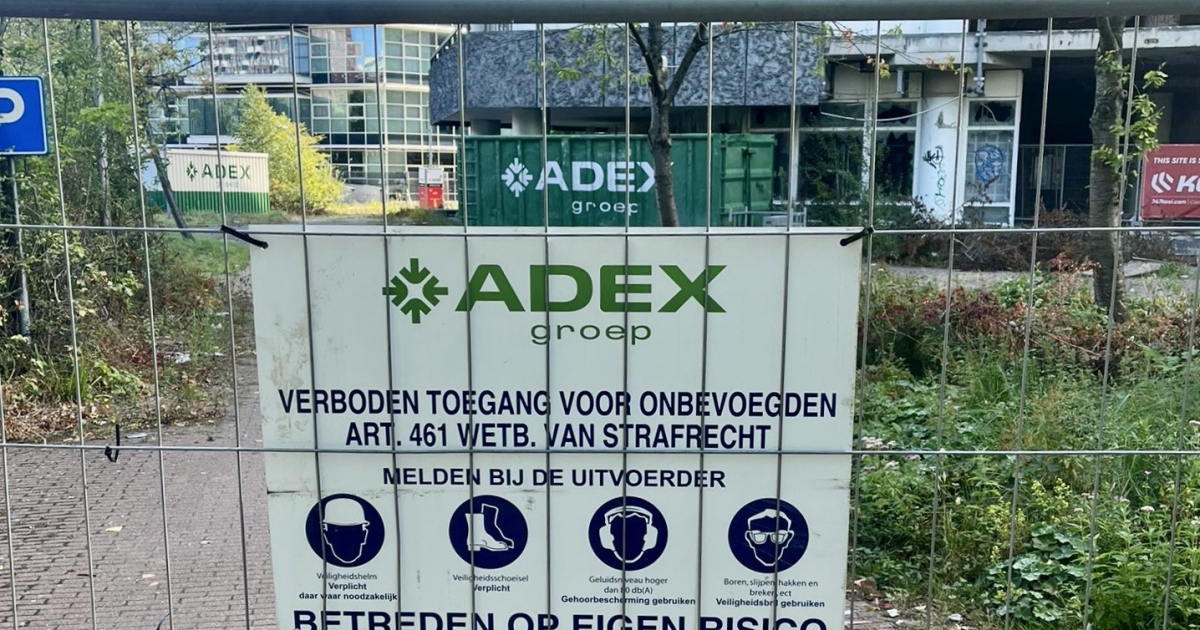 P
ADEX
ADEX
groep
THIS SITE IS
ADEX
groep
VERBODEN TOEGANG VOOR ONBEVOEGDEN
ART. 461 WETB. VAN STRAFRECHT
MELDEN BIJ DE UITVOERDER
Veiligheidshelm
Verplicht
daar waar noodzakelijk
Veiligheidsschoeisel
Verplicht
Geluidsniveau hoger
dan 80 db(A)
Gehoorbescherming gebruiken
Boren, slijpen, hakken en
breken, ect
Veiligheidsbril gebruiken
BETREDEN OP EIGEN RISICO